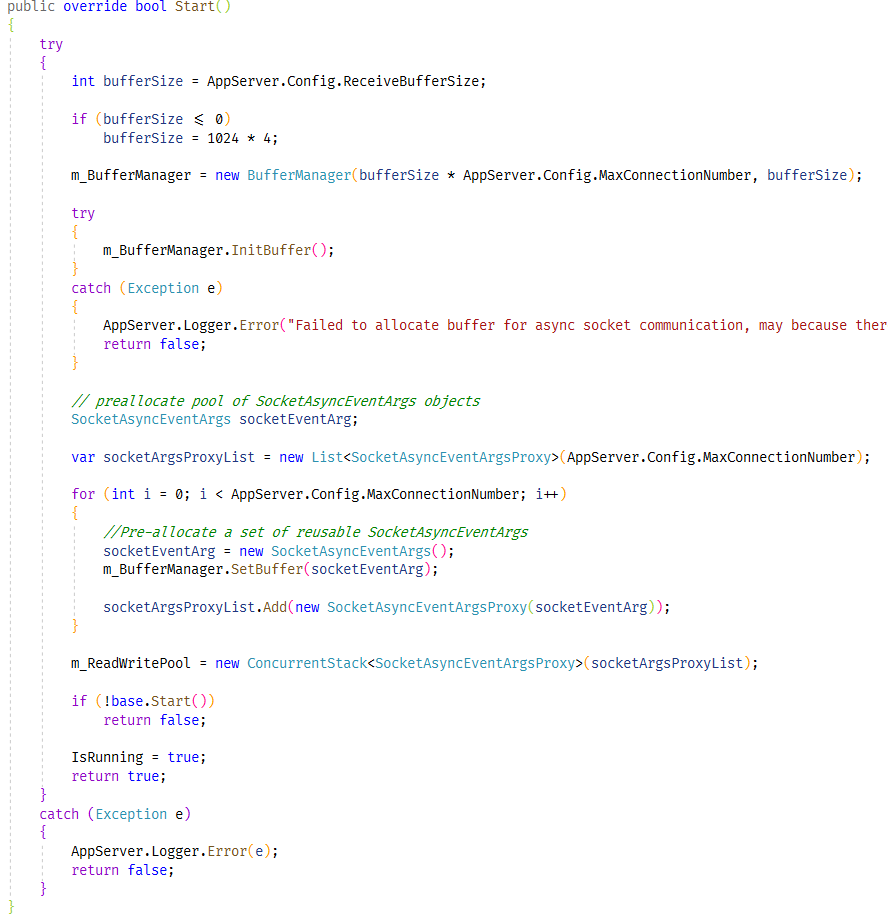 public override bool Start()
{
    try
    {
        int bufferSize = AppServer.Config.ReceiveBufferSize;

        if (bufferSize <= 0)
            bufferSize = 1024 * 4;

        m_BufferManager = new BufferManager(bufferSize * AppServer.Config.MaxConnectionNumber, bufferSize);

        try
        {
            m_BufferManager.InitBuffer();
        }
        catch (Exception e)
        {
            AppServer.Logger.Error("Failed to allocate buffer for async socket communication, may because ther
            return false;
        }

        // preallocate pool of SocketAsyncEventArgs objects
        SocketAsyncEventArgs socketEventArg;

        var socketArgsProxyList = new List<SocketAsyncEventArgsProxy>(AppServer.Config.MaxConnectionNumber);

        for (int i = 0; i < AppServer.Config.MaxConnectionNumber; i++)
        {
            //Pre-allocate a set of reusable SocketAsyncEventArgs
            socketEventArg = new SocketAsyncEventArgs();
            m_BufferManager.SetBuffer(socketEventArg);

            socketArgsProxyList.Add(new SocketAsyncEventArgsProxy(socketEventArg));
        }

        m_ReadWritePool = new ConcurrentStack<SocketAsyncEventArgsProxy>(socketArgsProxyList);

        if (!base.Start())
            return false;

        IsRunning = true;
        return true;
    }
    catch (Exception e)
    {
        AppServer.Logger.Error(e);
        return false;
    }
}